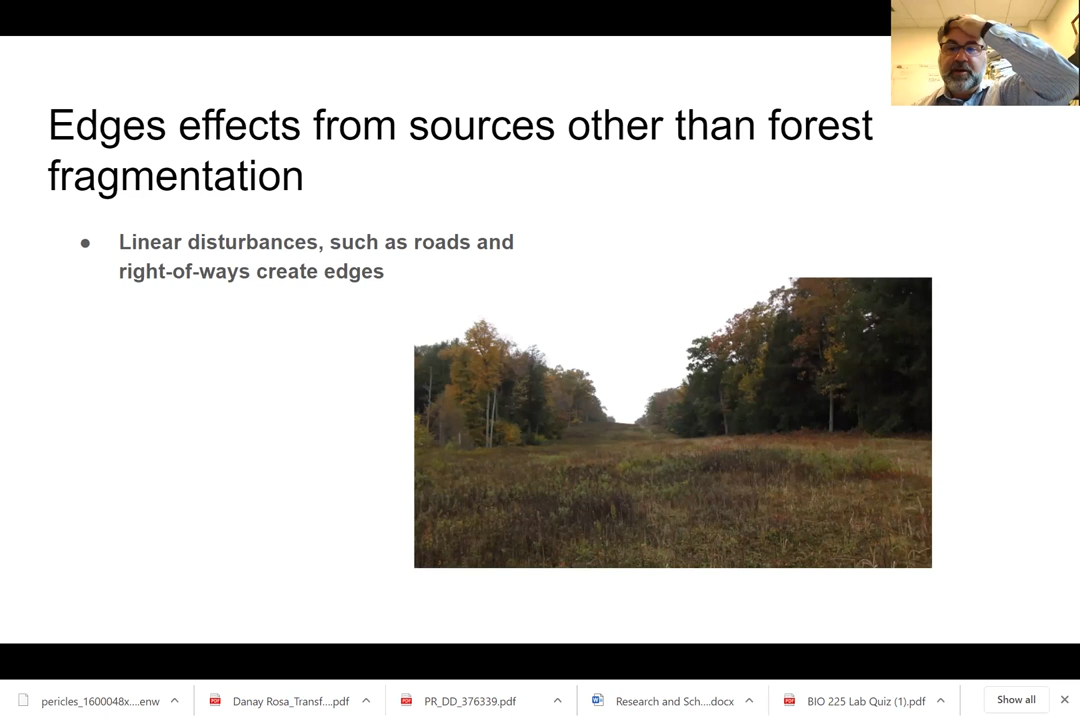 Edges effects from sources other than forest
fragmentation
● Linear disturbances, such as roads and
right-of-ways create edges
pericles_1600048x....enw
Danay Rosa_Transf....pdf
PR_DD_376339.pdf
Research and Sch....docx
BIO 225 Lab Quiz (1).pdf
Show all